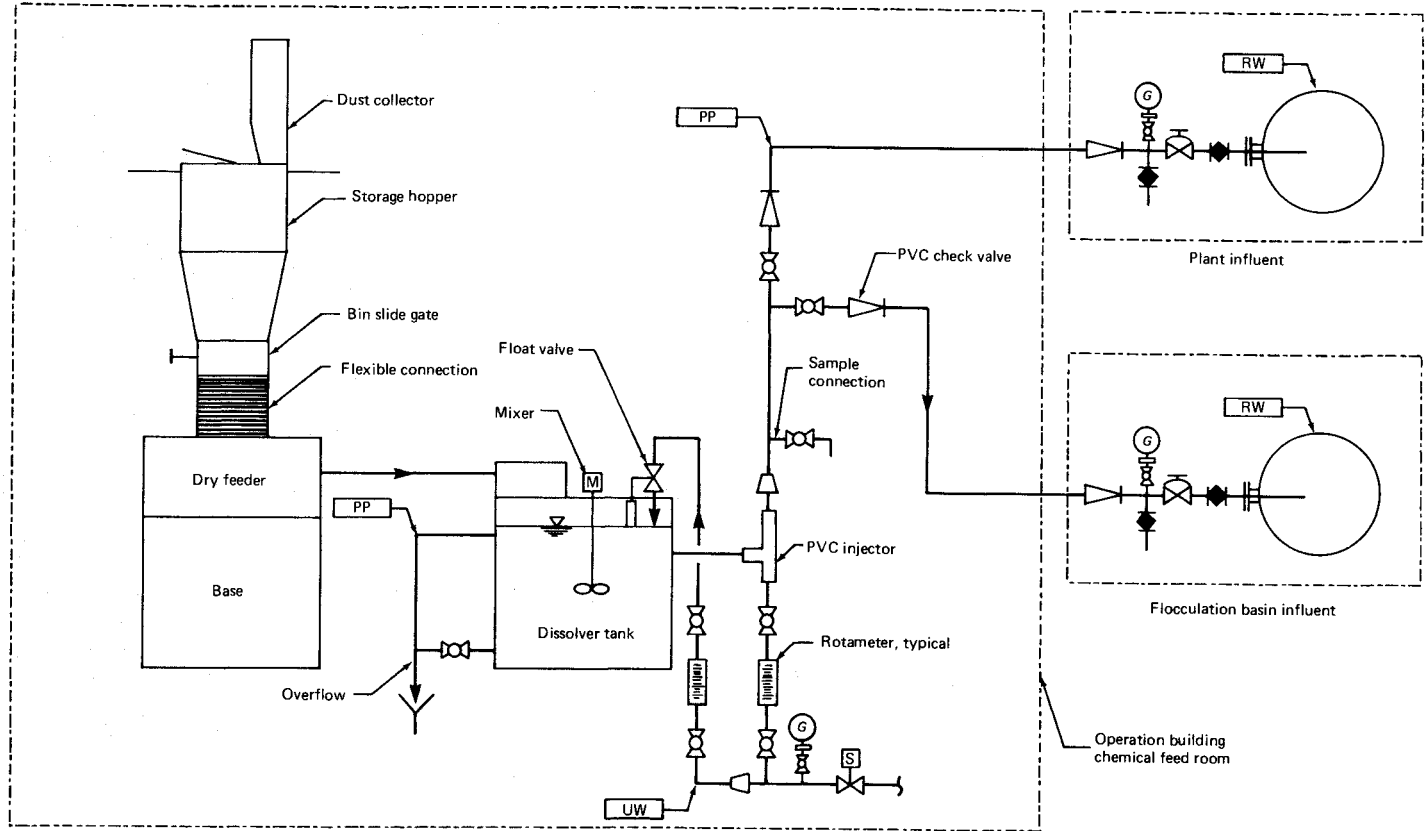 RW
G
Dust collector
PP
Storage hopper
PVC check valve
Plant influent
Bin slide gate
Float valve
Flexible connection
Sample
connection
Mixer
RW
G
Dry feeder
M
PP
PVC injector
Base
Flocculation basin influent
Dissolver tank
Rotameter, typical
Overflow
G
S
Operation building
chemical feed room
UW